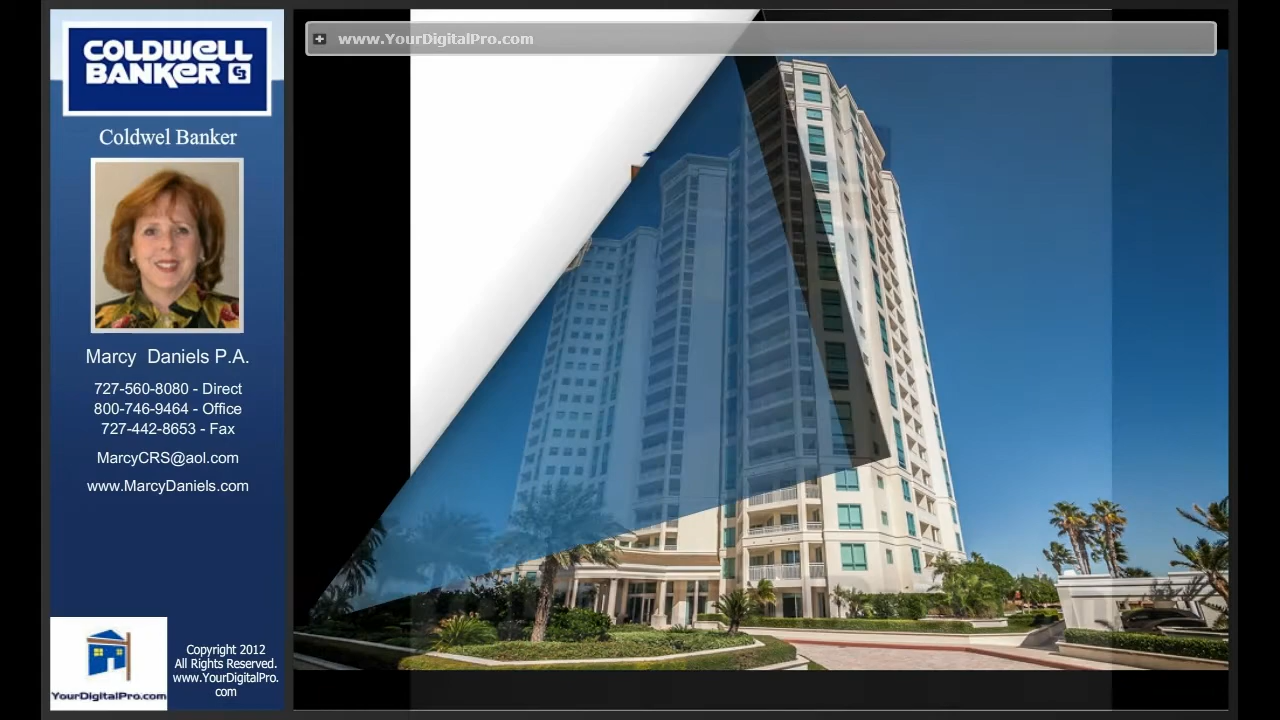 COLDWELL
BANKER CB
Coldwel Banker
Marcy Daniels P.A.
727-560-8080 - Direct
800-746-9464 - Office
727-442-8653 - Fax
MarcyCRS@aol.com
www.MarcyDaniels.com
YourDigitalPro.com
Copyright 2012
All Rights Reserved.
www.YourDigitalPro.
com
www.YourDigitalPro.com